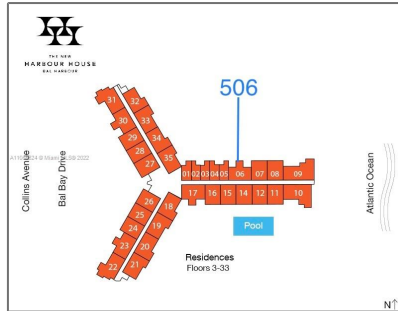 THE NEW
HARBOUR HOUSE
BAL HARBOUR
506
31
32
30
33
29
34
28
35
27
01 02 03 04 05 06 07 08 09
17 16 15 14 12 11 10
26
18
25
19
24
20
23
21
22
Pool
Collins Avenue
Bal Bay Drive
Atlantic Ocean
Residences
Floors 3-33
N↑